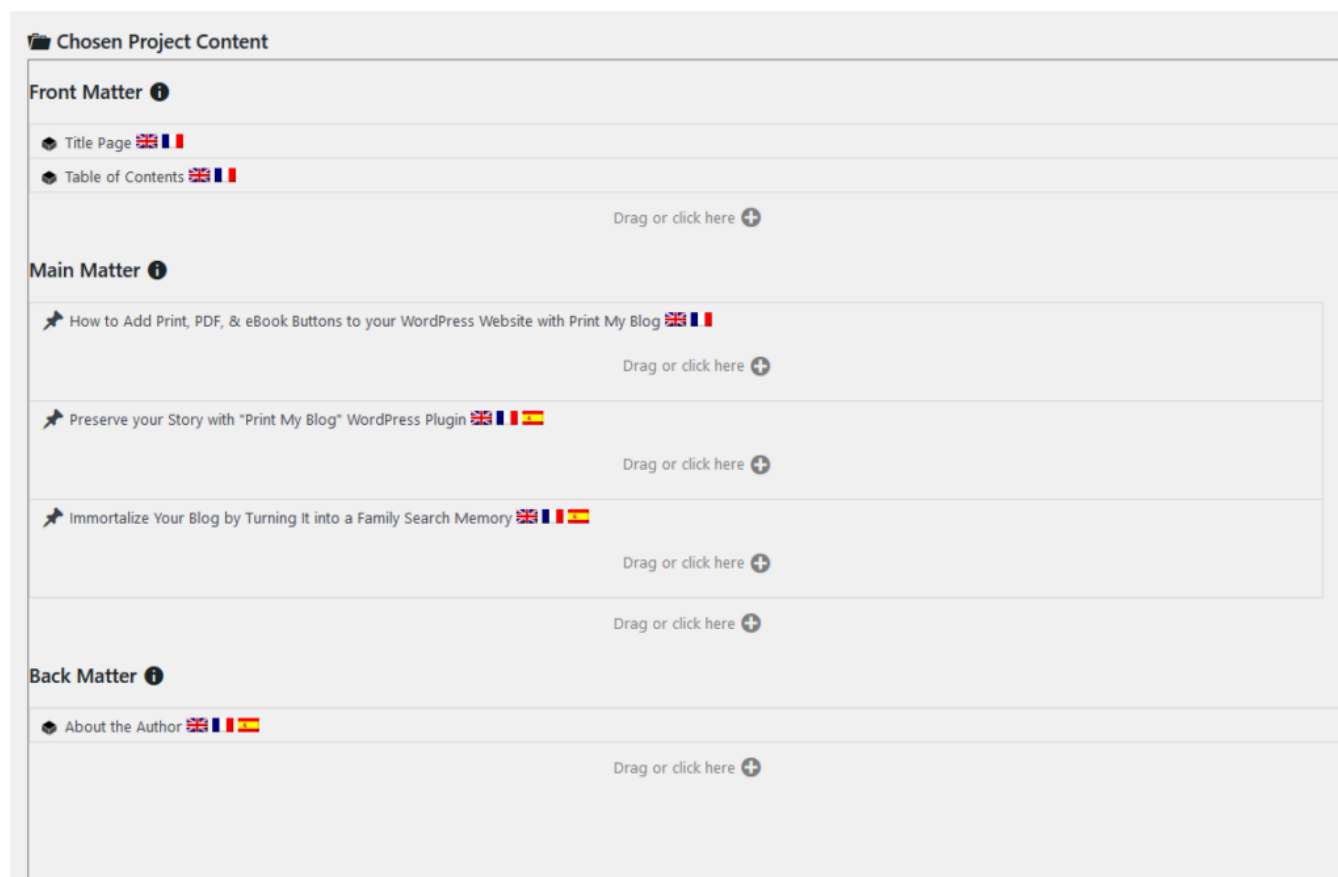 Chosen Project Content
Front Matter
Title Page
Table of Contents
Drag or click here
Main Matter
How to Add Print, PDF, & eBook Buttons to your WordPress Website with Print My Blog
Drag or click here
Preserve your Story with "Print My Blog" WordPress Plugin
Drag or click here
Immortalize Your Blog by Turning It into a Family Search Memory
Drag or click here
Drag or click here
Back Matter
About the Author
Drag or click here